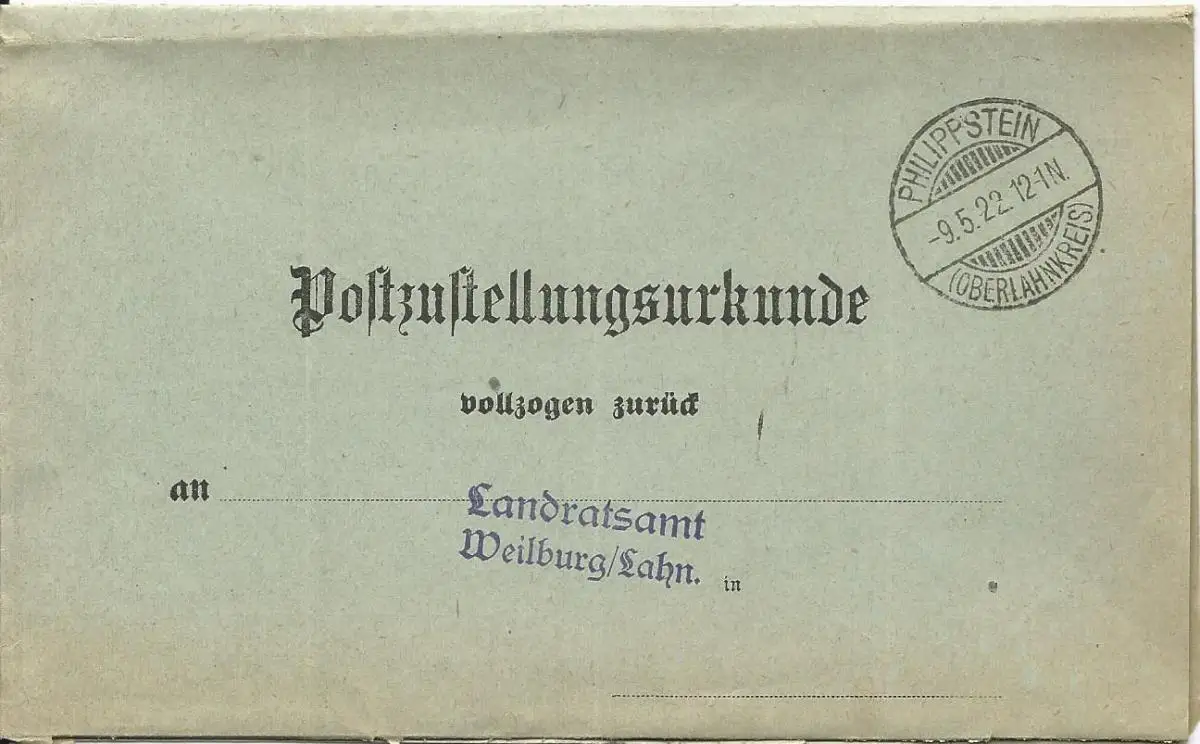 PHILIPPSTEIN
-9.5.22.12-1N.
(OBERLAHNKREIS)
Postzustellungsurkunde
vollzogen zurück
an
Landratsamt
Weilburg/Lahn.
in